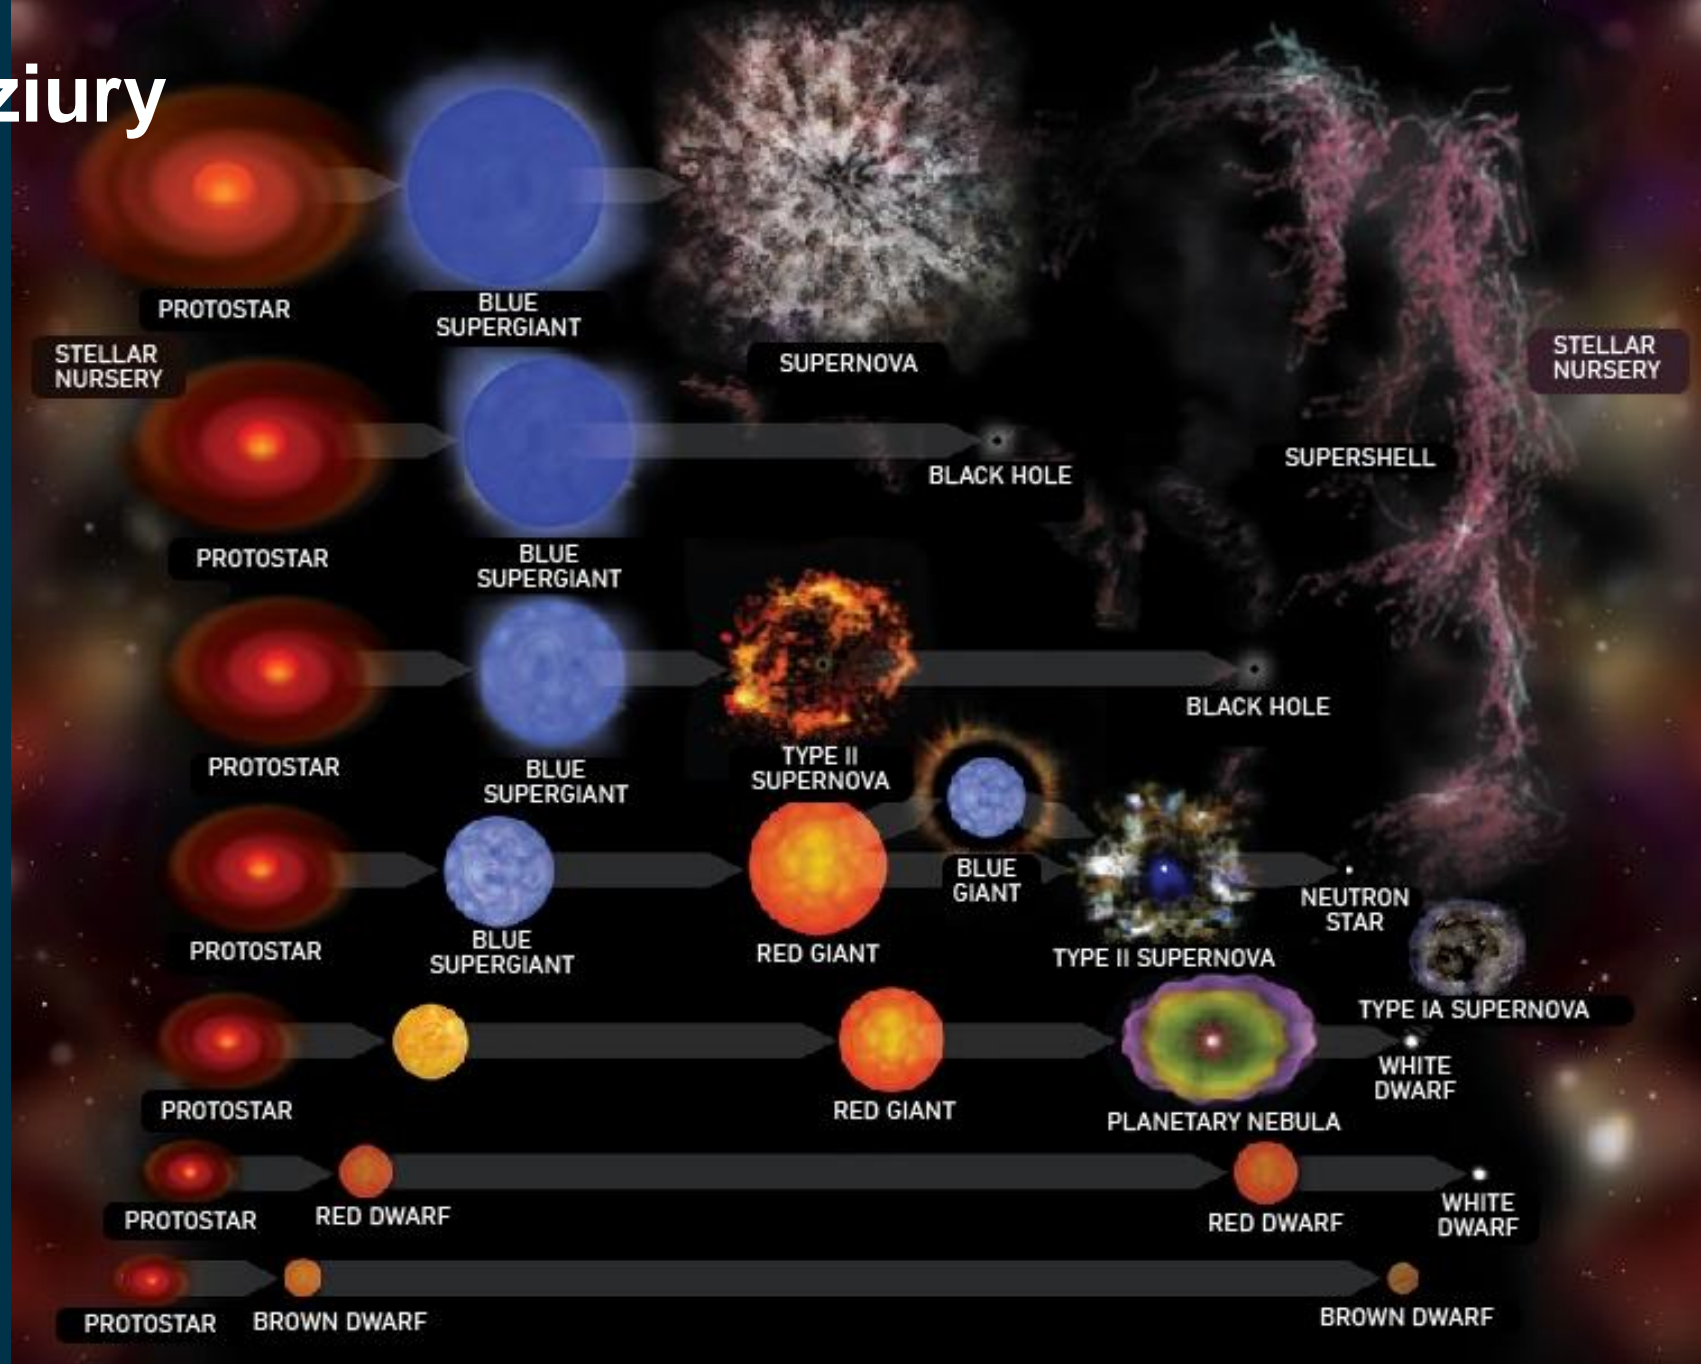 ziury
PROTOSTAR
BLUE
SUPERGIANT
SUPERNOVA
STELLAR
NURSERY
STELLAR
NURSERY
PROTOSTAR
BLUE
SUPERGIANT
BLACK HOLE
SUPERSHELL
PROTOSTAR
BLUE
SUPERGIANT
TYPE II
SUPERNOVA
BLACK HOLE
PROTOSTAR
BLUE
SUPERGIANT
RED GIANT
BLUE
GIANT
TYPE II SUPERNOVA
NEUTRON
STAR
TYPE IA SUPERNOVA
PROTOSTAR
RED GIANT
PLANETARY NEBULA
WHITE
DWARF
PROTOSTAR
RED DWARF
RED DWARF
WHITE
DWARF
PROTOSTAR
BROWN DWARF
BROWN DWARF